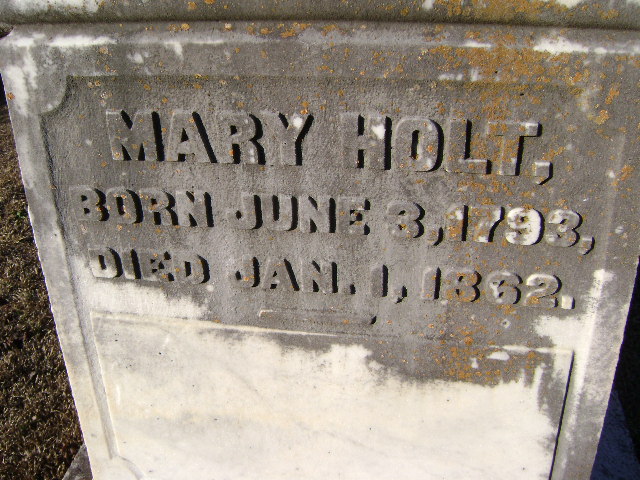 MARY HOLT,
BORN JUNE 3, 1793,
DIED JAN. 1, 1862.